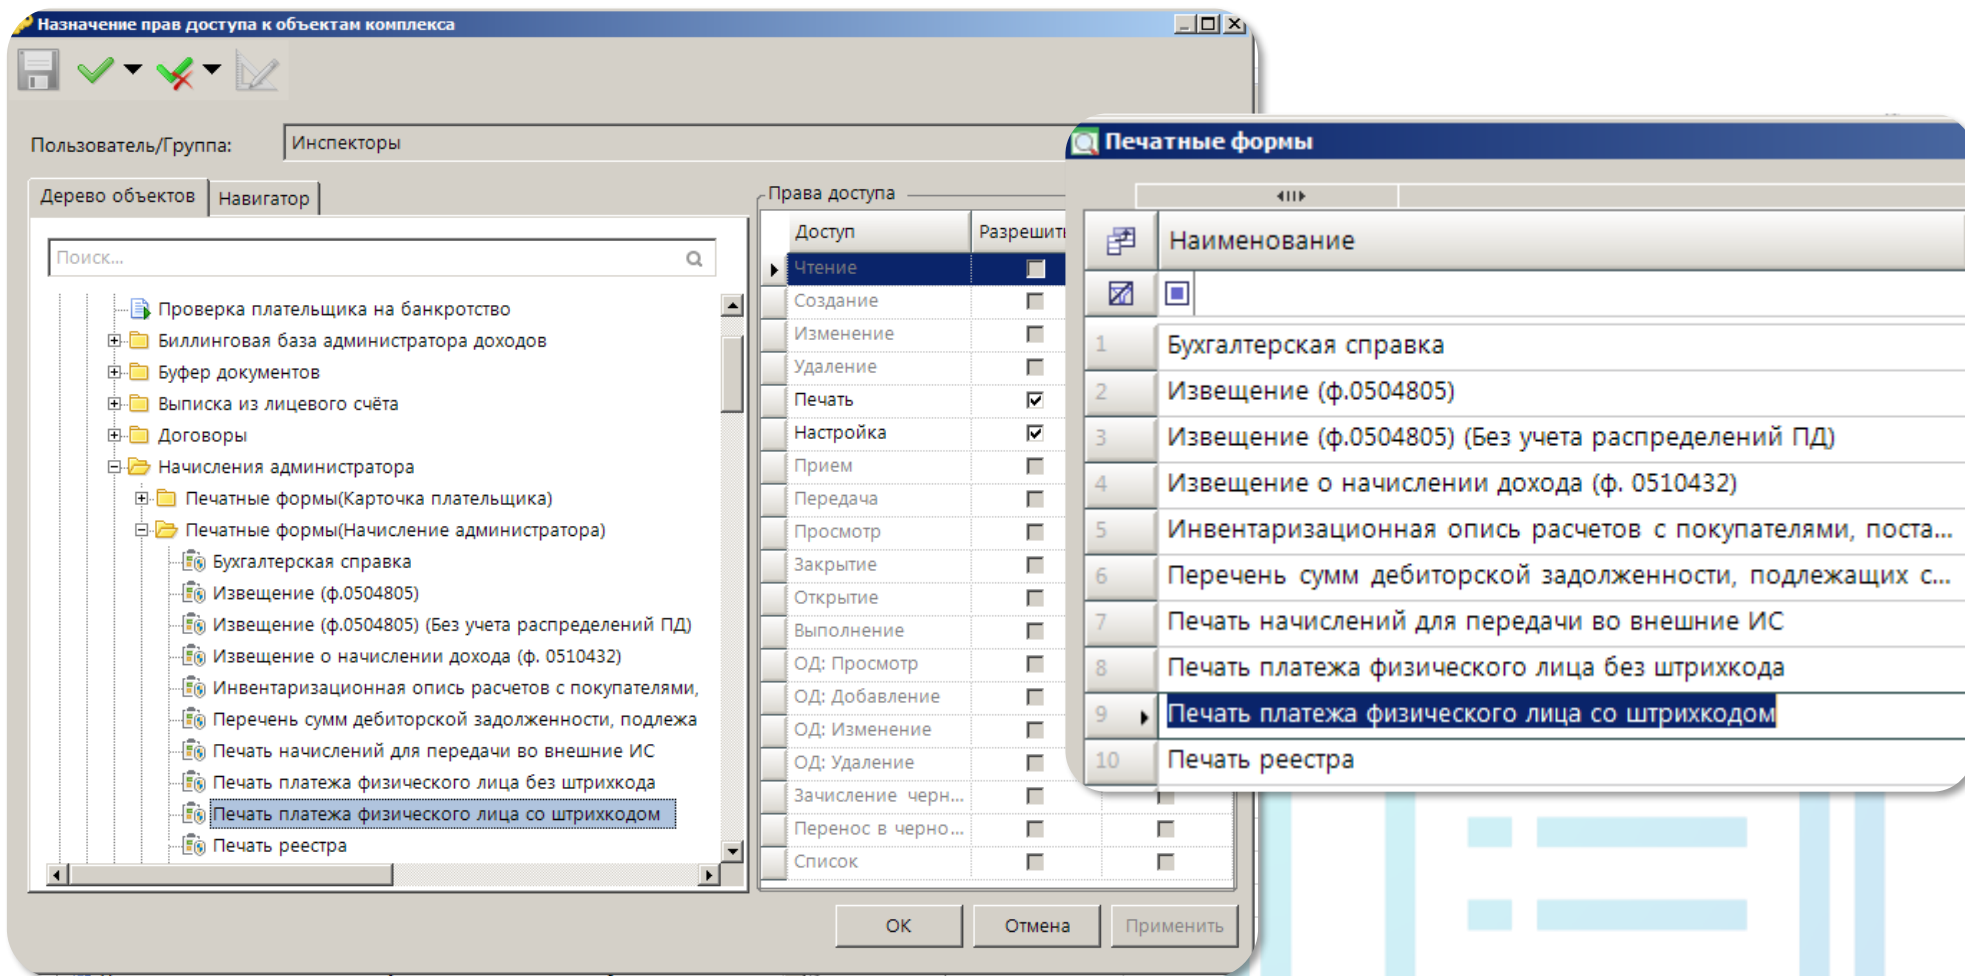 Назначение прав доступа к объектам комплекса
Пользователь/Группа:
Инспекторы
Дерево объектов
Навигатор
Поиск...
Проверка плательщика на банкротство
Биллинговая база администратора доходов
Буфер документов
Выписка из лицевого счёта
Договоры
Начисления администратора
Печатные формы(Карточка плательщика)
Печатные формы(Начисление администратора)
Бухгалтерская справка
Извещение (ф.0504805)
Извещение (ф.0504805) (Без учета распределений ПД)
Извещение о начислении дохода (ф. 0510432)
Инвентаризационная опись расчетов с покупателями,
Перечень сумм дебиторской задолженности, подлежа
Печать начислений для передачи во внешние ИС
Печать платежа физического лица без штрихкода
Печать платежа физического лица со штрихкодом
Печать реестра
Права доступа
Доступ
Разрешить
Чтение
Создание
Изменение
Удаление
Печать
Настройка
Прием
Передача
Просмотр
Закрытие
Открытие
Выполнение
ОД: Просмотр
ОД: Добавление
ОД: Изменение
ОД: Удаление
Зачисление черн...
Перенос в черно...
Список
OK
Отмена
Применить
Печатные формы
Наименование
1 Бухгалтерская справка
2 Извещение (ф.0504805)
3 Извещение (ф.0504805) (Без учета распределений ПД)
4 Извещение о начислении дохода (ф. 0510432)
5 Инвентаризационная опись расчетов с покупателями, поста...
6 Перечень сумм дебиторской задолженности, подлежащих с...
7 Печать начислений для передачи во внешние ИС
8 Печать платежа физического лица без штрихкода
9 Печать платежа физического лица со штрихкодом
10 Печать реестра